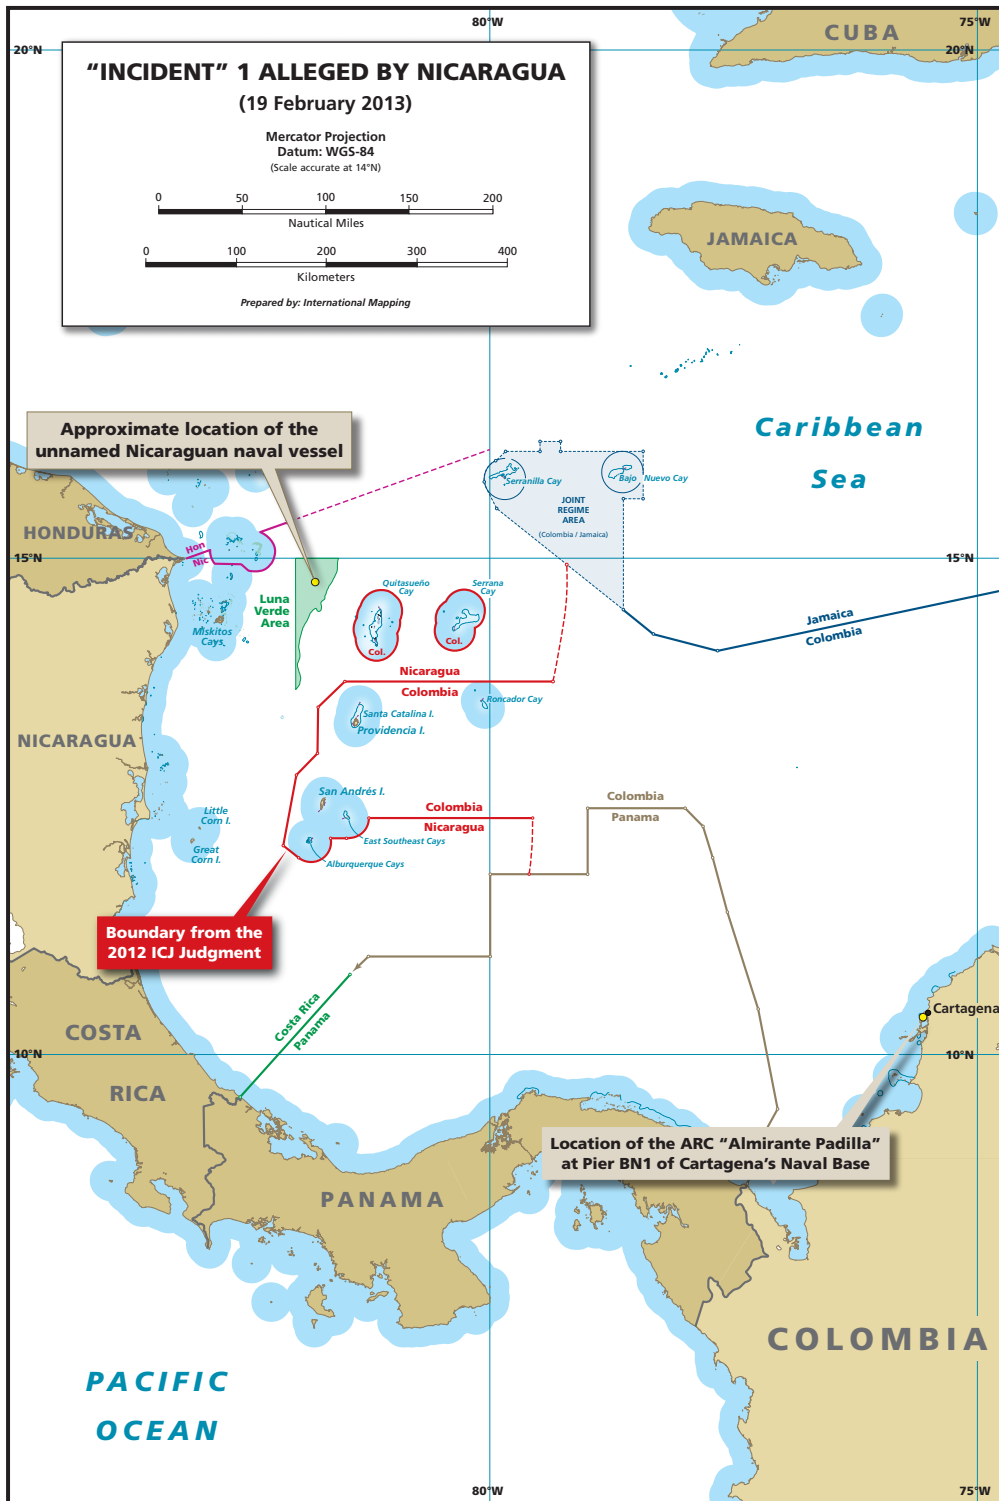 80°W
75°W
20°N
20°N
CUBA
“INCIDENT” 1 ALLEGED BY NICARAGUA
(19 February 2013)
Mercator Projection
Datum: WGS-84
(Scale accurate at 14°N)
0 50 100 150 200
Nautical Miles
0 100 200 300 400
Kilometers
Prepared by: International Mapping
JAMAICA
Approximate location of the
unnamed Nicaraguan naval vessel
Caribbean
Sea
Serranilla Cay
Bajo Nuevo Cay
JOINT
REGIME
AREA
(Colombia / Jamaica)
HONDURAS
Hon
Nic
15°N
15°N
Quitasueño
Cay
Serrana
Cay
Luna
Verde
Area
Miskitos
Cays
Col.
Col.
Jamaica
Colombia
Nicaragua
Colombia
Roncador Cay
Santa Catalina I.
Providencia I.
NICARAGUA
San Andrés I.
Colombia
Nicaragua
Colombia
Panama
Little
Corn I.
Great
Corn I.
East Southeast Cays
Alburquerque Cays
Boundary from the
2012 ICJ Judgment
Costa Rica
Panama
Cartagena
COSTA
RICA
10°N
10°N
Location of the ARC “Almirante Padilla”
at Pier BN1 of Cartagena’s Naval Base
PANAMA
COLOMBIA
PACIFIC
OCEAN
80°W
75°W